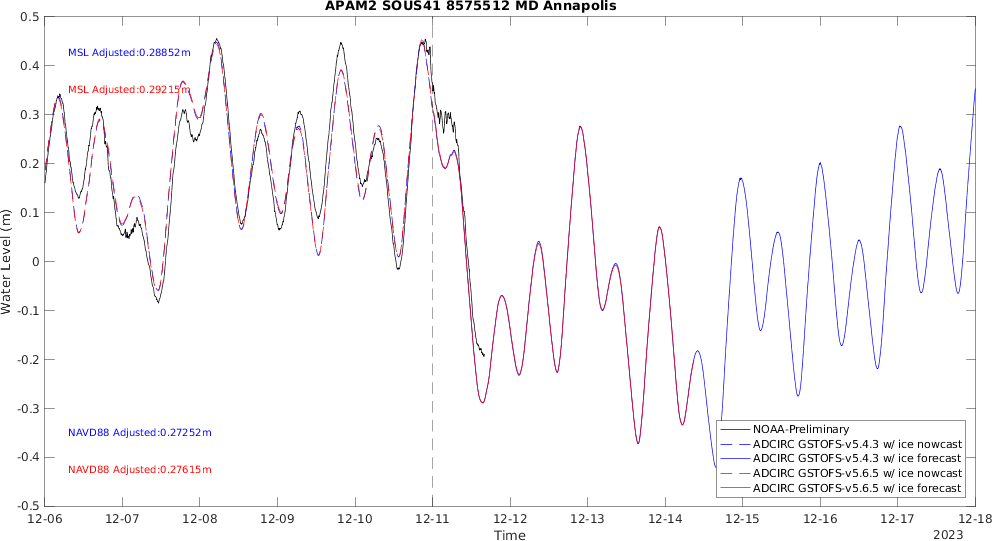 APAM2 SOUS41 8575512 MD Annapolis
0.5
0.4
0.3
0.2
0.1
0
-0.1
-0.2
-0.3
-0.4
-0.5
Water Level (m)
MSL Adjusted:0.28852m
MSL Adjusted:0.29215m
NAVD88 Adjusted:0.27252m
NAVD88 Adjusted:0.27615m
NOAA-Preliminary
ADCIRC GSTOFS-v5.4.3 w/ ice nowcast
ADCIRC GSTOFS-v5.4.3 w/ ice forecast
ADCIRC GSTOFS-v5.6.5 w/ ice nowcast
ADCIRC GSTOFS-v5.6.5 w/ ice forecast
12-06 12-07 12-08 12-09 12-10 12-11 12-12 12-13 12-14 12-15 12-16 12-17 12-18
Time
2023